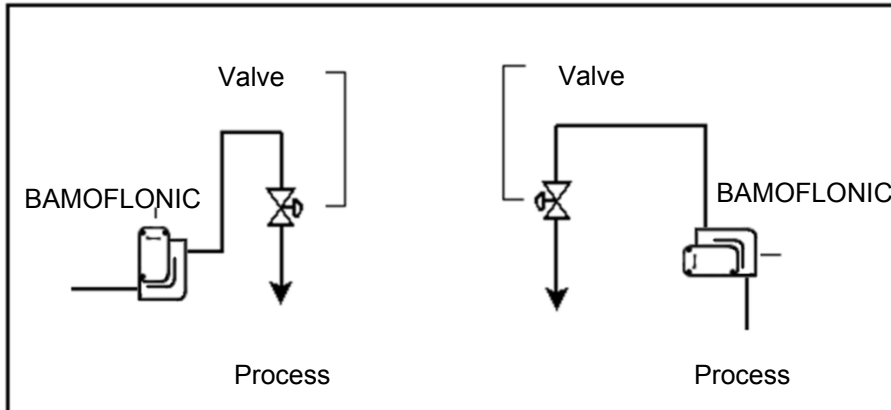 Valve
Valve
BAMOFLONIC
BAMOFLONIC
Process
Process